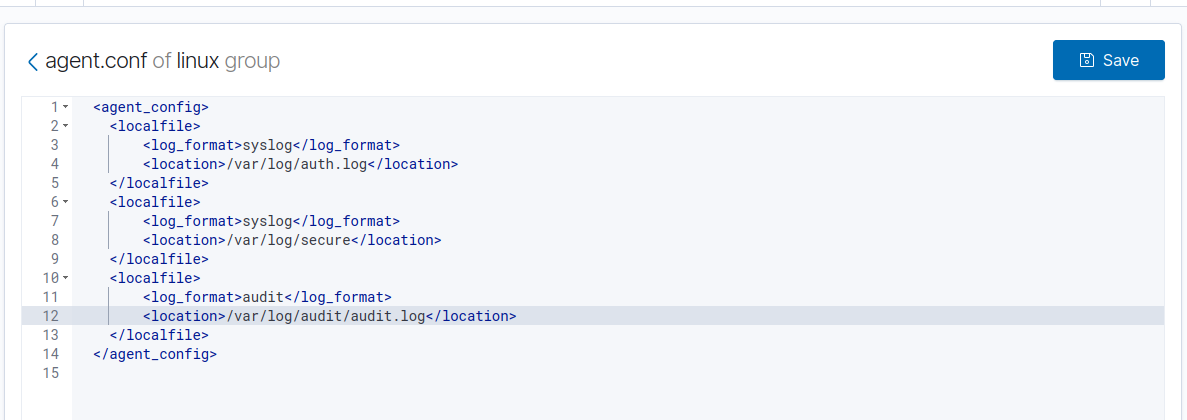 agent.conf of linux group
Save
1 <agent_config>
2 <localfile>
3 <log_format>syslog</log_format>
4 <location>/var/log/auth.log</location>
5 </localfile>
6 <localfile>
7 <log_format>syslog</log_format>
8 <location>/var/log/secure</location>
9 </localfile>
10 <localfile>
11 <log_format>audit</log_format>
12 <location>/var/log/audit/audit.log</location>
13 </localfile>
14 </agent_config>
15